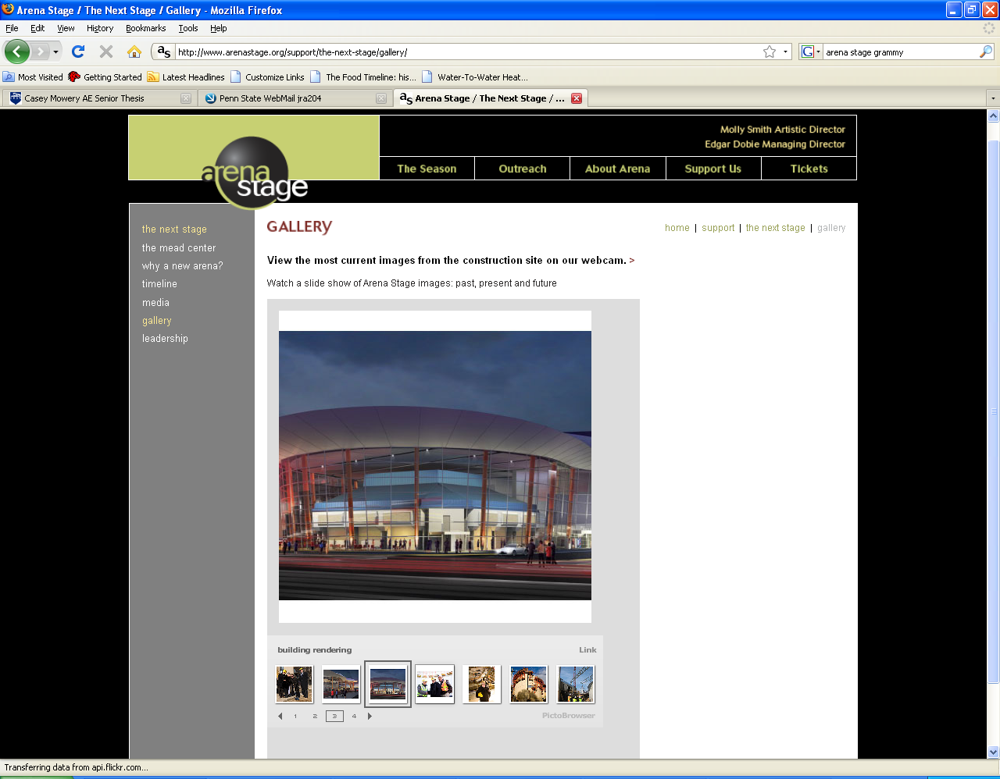 Arena Stage / The Next Stage / Gallery - Mozilla Firefox
File Edit View History Bookmarks Tools Help
as http://www.arenastage.org/support/the-next-stage/gallery/ G arena stage grammy
Most Visited Getting Started Latest Headlines Customize Links The Food Timeline: his... Water-To-Water Heat...
Casey Mowery AE Senior Thesis Penn State WebMail jra204 as Arena Stage / The Next Stage / ...
Molly Smith Artistic Director
Edgar Dobie Managing Director
arena
stage
The Season Outreach About Arena Support Us Tickets
the next stage
the mead center
why a new arena?
timeline
media
gallery
leadership
GALLERY
home | support | the next stage | gallery
View the most current images from the construction site on our webcam. >
Watch a slide show of Arena Stage images: past, present and future
building rendering Link
1 2 3 4 PictoBrowser
Transferring data from api.flickr.com...